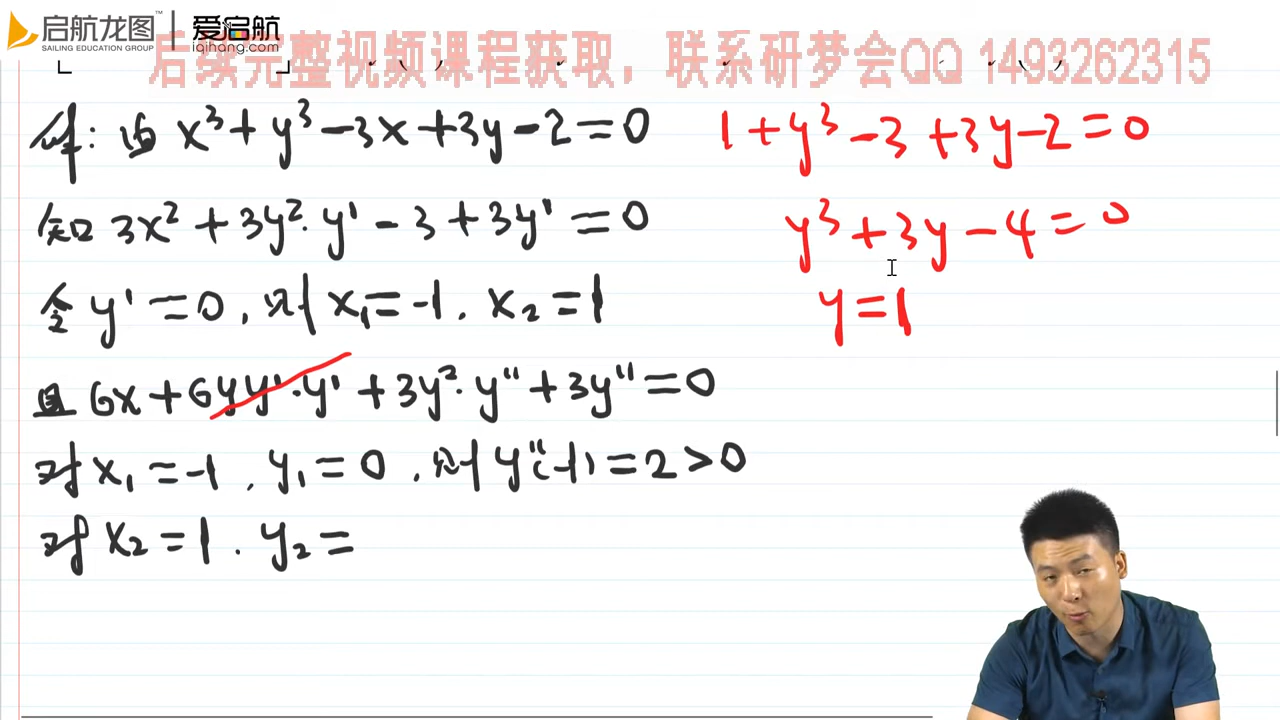 启航龙图 爱启航
SAILING EDUCATION GROUP iqihang.com
后续完整视频课程获取，联系研梦会QQ 1493262315
解：由 x³+y³-3x+3y-2=0
知 3x²+3y²·y'-3+3y'=0
令 y'=0，则 x₁=-1，x₂=1
且 6x+6yy'·y'+3y²·y''+3y''=0
对 x₁=-1，y₁=0，则 y''(-1)=2>0
对 x₂=1，y₂=
1+y³-3+3y-2=0
y³+3y-4=0
y=1